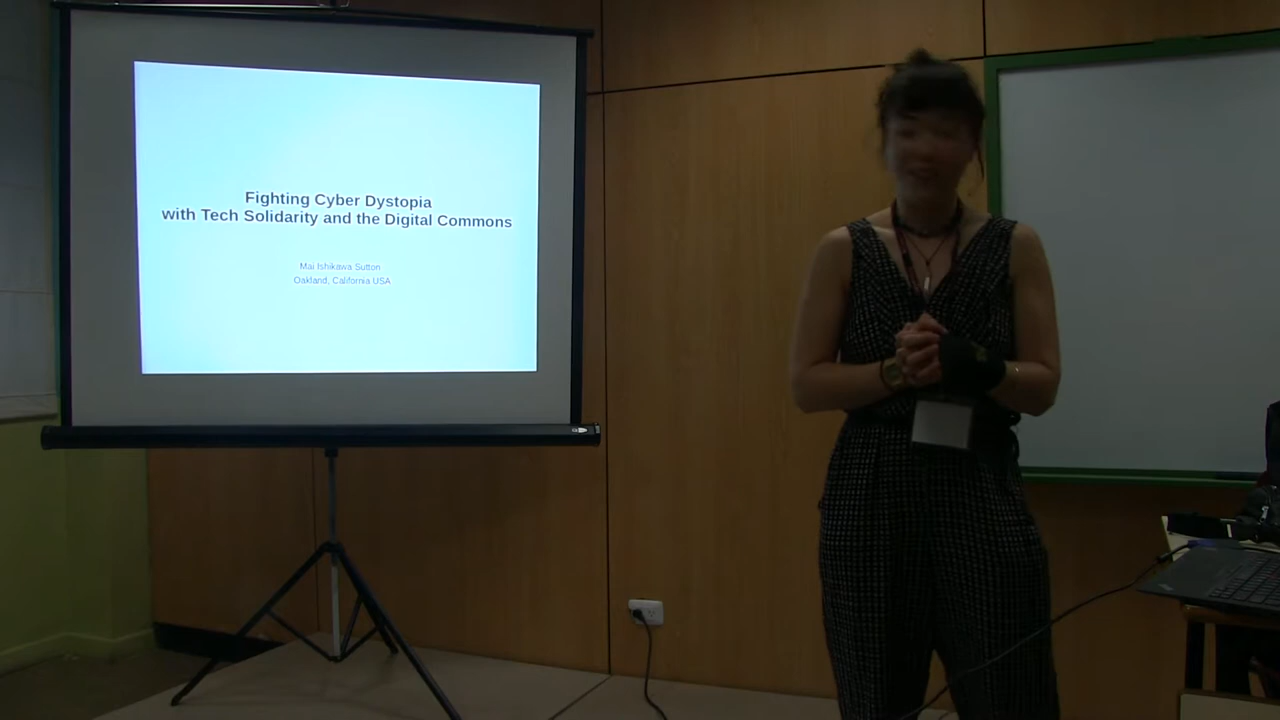 Fighting Cyber Dystopia
with Tech Solidarity and the Digital Commons
Mai Ishikawa Sutton
Oakland, California USA